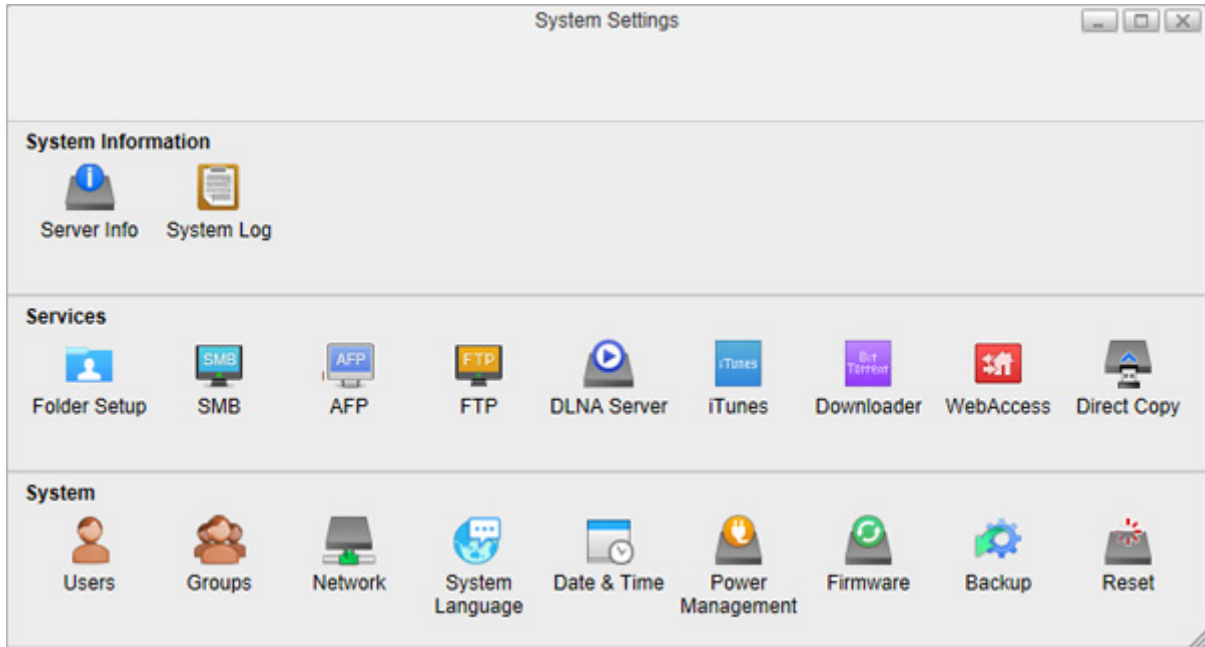 System Settings
System Information
Server Info System Log
Services
SMB AFP FTP iTunes Bit
Torrent
Folder Setup SMB AFP FTP DLNA Server iTunes Downloader WebAccess Direct Copy
System
Users Groups Network System Date & Time Power Firmware Backup Reset
Language Management